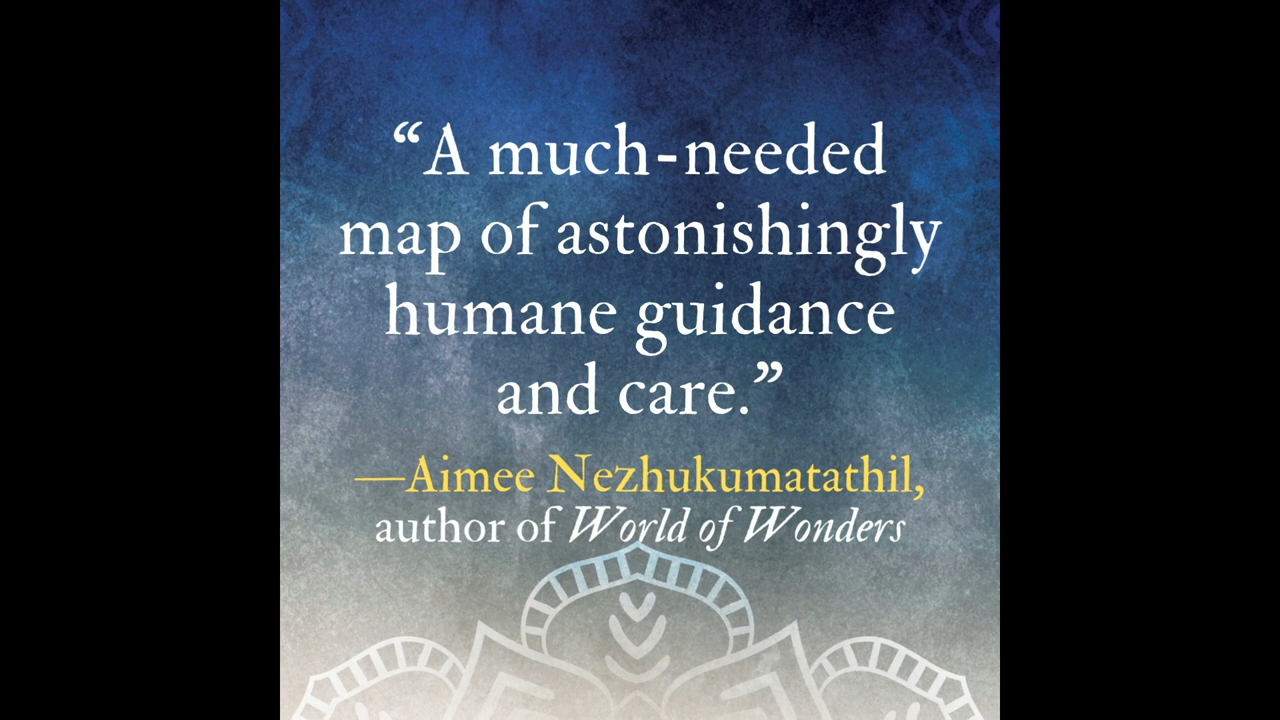 “A much-needed
map of astonishingly
humane guidance
and care.”
—Aimee Nezhukumatathil,
author of World of Wonders